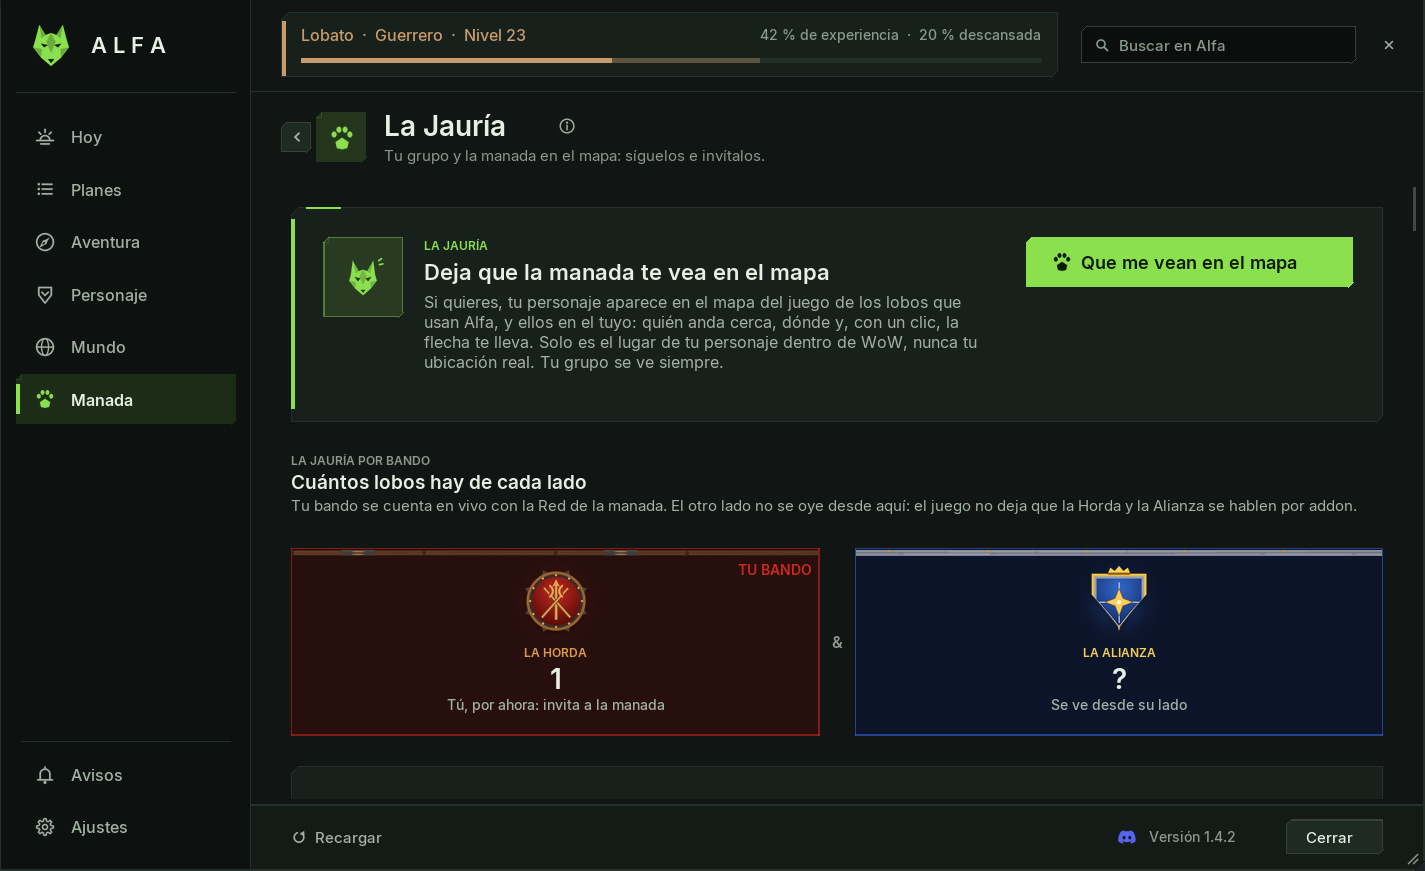 ALFA
Lobato · Guerrero · Nivel 23
42 % de experiencia · 20 % descansada
Buscar en Alfa
Hoy
Planes
Aventura
Personaje
Mundo
Manada
Avisos
Ajustes
La Jauría
Tu grupo y la manada en el mapa: síguelos e invítalos.
LA JAURÍA
Deja que la manada te vea en el mapa
Si quieres, tu personaje aparece en el mapa del juego de los lobos que
usan Alfa, y ellos en el tuyo: quién anda cerca, dónde y, con un clic, la
flecha te lleva. Solo es el lugar de tu personaje dentro de WoW, nunca tu
ubicación real. Tu grupo se ve siempre.
Que me vean en el mapa
LA JAURÍA POR BANDO
Cuántos lobos hay de cada lado
Tu bando se cuenta en vivo con la Red de la manada. El otro lado no se oye desde aquí: el juego no deja que la Horda y la Alianza se hablen por addon.
TU BANDO
LA HORDA
1
Tú, por ahora: invita a la manada
&
LA ALIANZA
?
Se ve desde su lado
Recargar
Versión 1.4.2
Cerrar